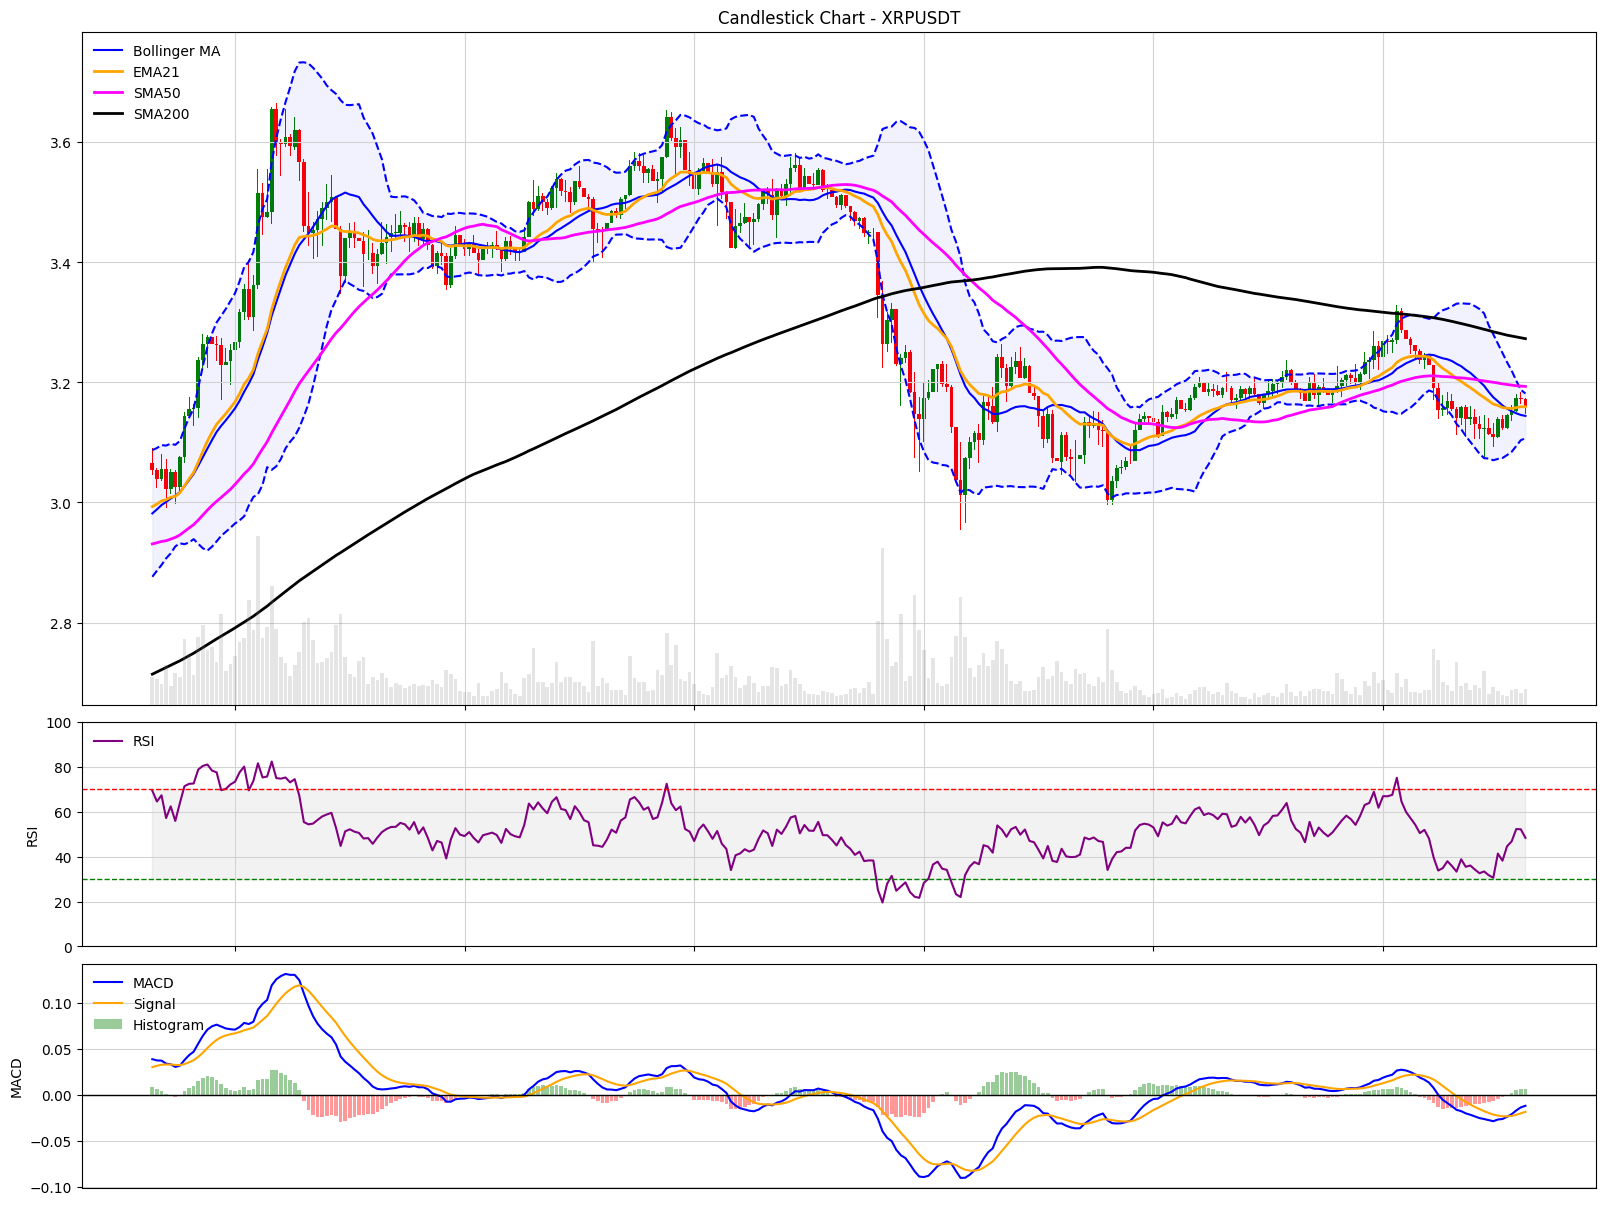 Candlestick Chart - XRPUSDT
Bollinger MA
EMA21
SMA50
SMA200
3.6
3.4
3.2
3.0
2.8
RSI
100
80
60
40
20
0
RSI
MACD
Signal
Histogram
0.10
0.05
0.00
−0.05
−0.10
MACD